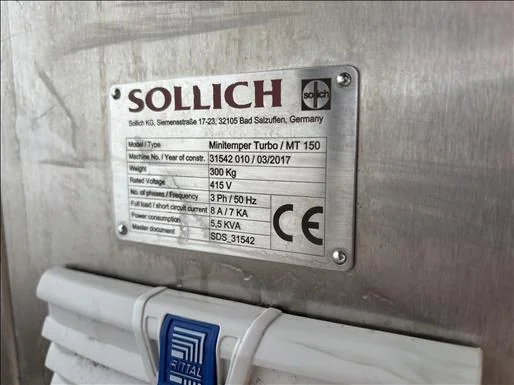 SOLLICH
sollich
Sollich KG, Siemensstraße 17-23, 32105 Bad Salzuflen, Germany
Model / Type Minitemper Turbo / MT 150
Machine No. / Year of constr. 31542 010 / 03/2017
Weight 300 Kg
Rated Voltage 415 V
No. of phases / Frequency 3 Ph / 50 Hz
Full load / short circuit current 8 A / 7 KA
Power consumption 5,5 KVA
Master document SDS_31542
CE
RITTAL